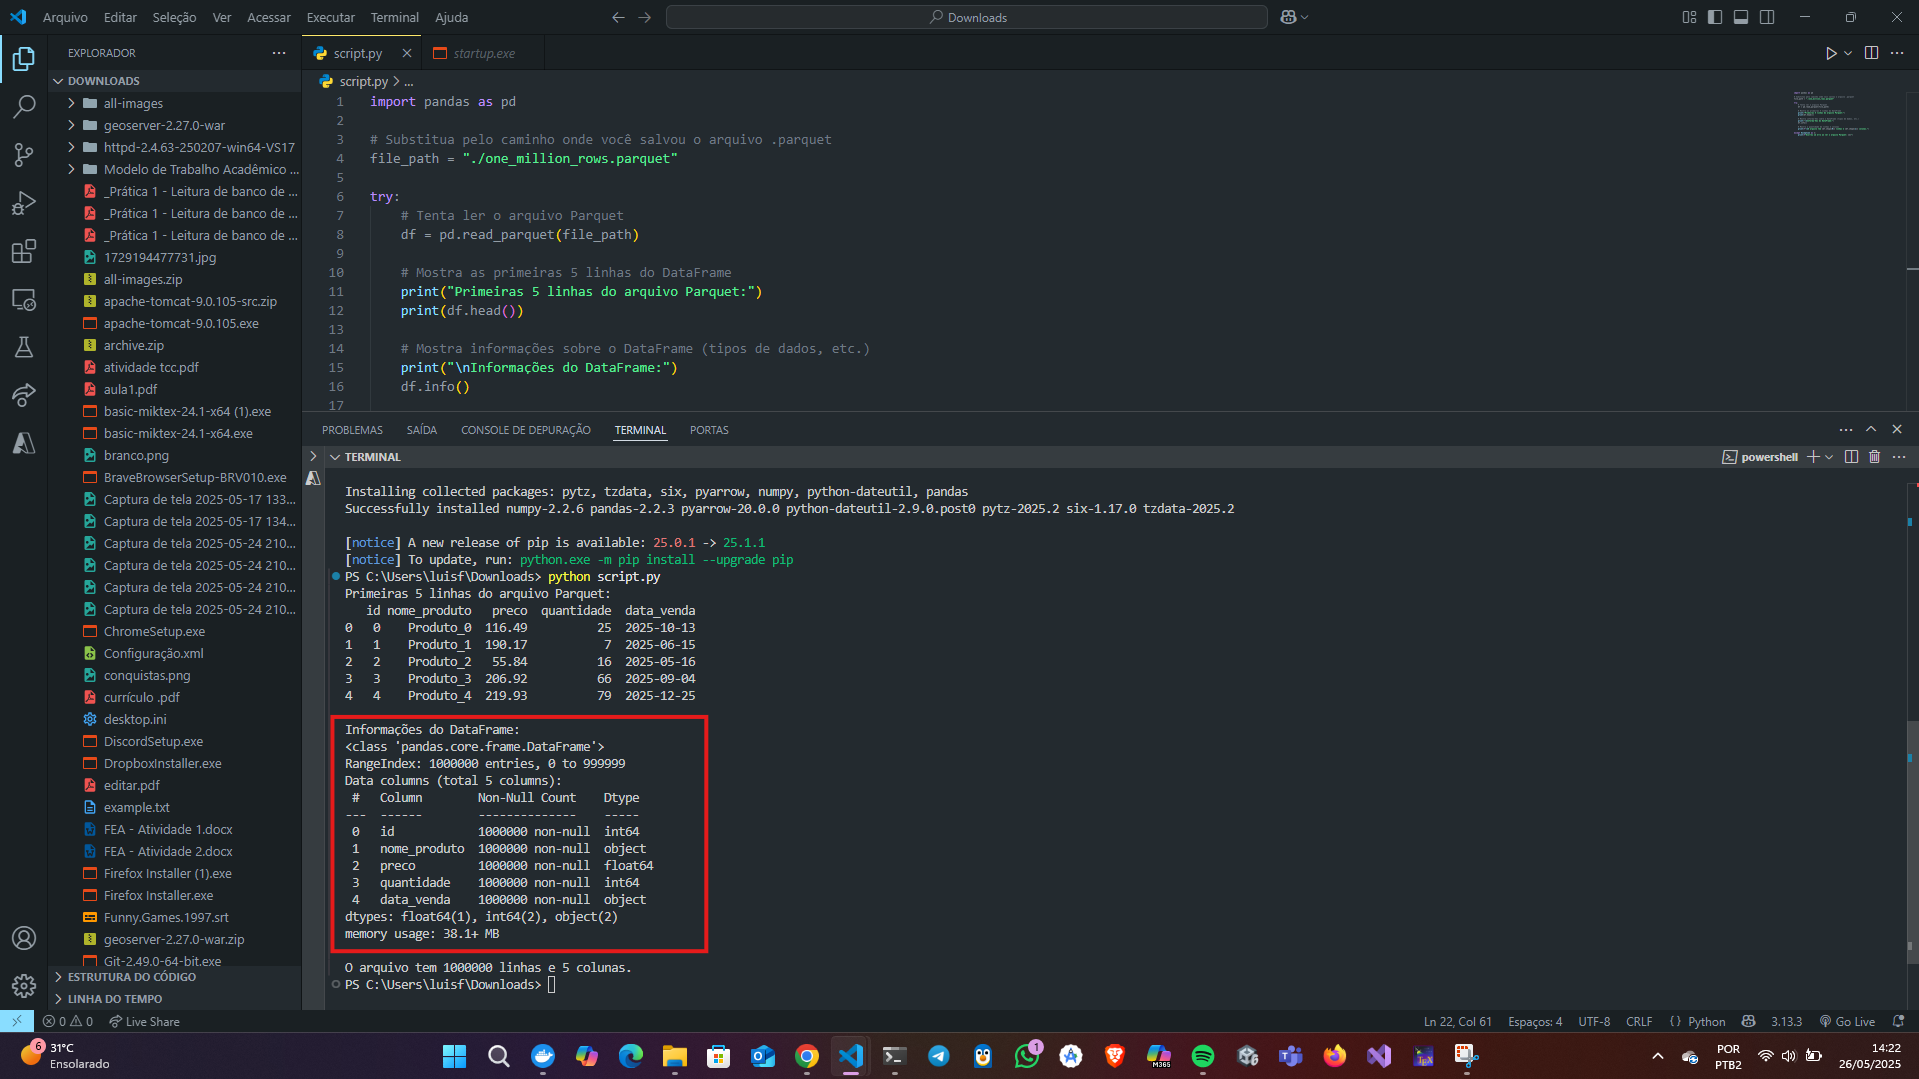 Arquivo Editar Seleção Ver Acessar Executar Terminal Ajuda
Downloads
EXPLORADOR
script.py
startup.exe
DOWNLOADS
all-images
geoserver-2.27.0-war
httpd-2.4.63-250207-win64-VS17
Modelo de Trabalho Acadêmico ...
_Prática 1 - Leitura de banco de ...
_Prática 1 - Leitura de banco de ...
_Prática 1 - Leitura de banco de ...
1729194477731.jpg
all-images.zip
apache-tomcat-9.0.105-src.zip
apache-tomcat-9.0.105.exe
archive.zip
atividade tcc.pdf
aula1.pdf
basic-miktex-24.1-x64 (1).exe
basic-miktex-24.1-x64.exe
branco.png
BraveBrowserSetup-BRV010.exe
Captura de tela 2025-05-17 133...
Captura de tela 2025-05-17 134...
Captura de tela 2025-05-24 210...
Captura de tela 2025-05-24 210...
Captura de tela 2025-05-24 210...
Captura de tela 2025-05-24 210...
ChromeSetup.exe
Configuração.xml
conquistas.png
currículo .pdf
desktop.ini
DiscordSetup.exe
DropboxInstaller.exe
editar.pdf
example.txt
FEA - Atividade 1.docx
FEA - Atividade 2.docx
Firefox Installer (1).exe
Firefox Installer.exe
Funny.Games.1997.srt
geoserver-2.27.0-war.zip
Git-2.49.0-64-bit.exe
ESTRUTURA DO CÓDIGO
LINHA DO TEMPO
script.py > ...
1 import pandas as pd
2
3 # Substitua pelo caminho onde você salvou o arquivo .parquet
4 file_path = "./one_million_rows.parquet"
5
6 try:
7 # Tenta ler o arquivo Parquet
8 df = pd.read_parquet(file_path)
9
10 # Mostra as primeiras 5 linhas do DataFrame
11 print("Primeiras 5 linhas do arquivo Parquet:")
12 print(df.head())
13
14 # Mostra informações sobre o DataFrame (tipos de dados, etc.)
15 print("\nInformações do DataFrame:")
16 df.info()
17
PROBLEMAS SAÍDA CONSOLE DE DEPURAÇÃO TERMINAL PORTAS
TERMINAL
powershell
Installing collected packages: pytz, tzdata, six, pyarrow, numpy, python-dateutil, pandas
Successfully installed numpy-2.2.6 pandas-2.2.3 pyarrow-20.0.0 python-dateutil-2.9.0.post0 pytz-2025.2 six-1.17.0 tzdata-2025.2
[notice] A new release of pip is available: 25.0.1 -> 25.1.1
[notice] To update, run: python.exe -m pip install --upgrade pip
PS C:\Users\luisf\Downloads> python script.py
Primeiras 5 linhas do arquivo Parquet:
id nome_produto preco quantidade data_venda
0 0 Produto_0 116.49 25 2025-10-13
1 1 Produto_1 190.17 7 2025-06-15
2 2 Produto_2 55.84 16 2025-05-16
3 3 Produto_3 206.92 66 2025-09-04
4 4 Produto_4 219.93 79 2025-12-25
Informações do DataFrame:
<class 'pandas.core.frame.DataFrame'>
RangeIndex: 1000000 entries, 0 to 999999
Data columns (total 5 columns):
# Column Non-Null Count Dtype
--- ------ -------------- -----
0 id 1000000 non-null int64
1 nome_produto 1000000 non-null object
2 preco 1000000 non-null float64
3 quantidade 1000000 non-null int64
4 data_venda 1000000 non-null object
dtypes: float64(1), int64(2), object(2)
memory usage: 38.1+ MB
O arquivo tem 1000000 linhas e 5 colunas.
PS C:\Users\luisf\Downloads>
0 0 Live Share
Ln 22, Col 61 Espaços: 4 UTF-8 CRLF {} Python 3.13.3 Go Live
6
31°C
Ensolarado
1
M365
POR
PTB2
14:22
26/05/2025